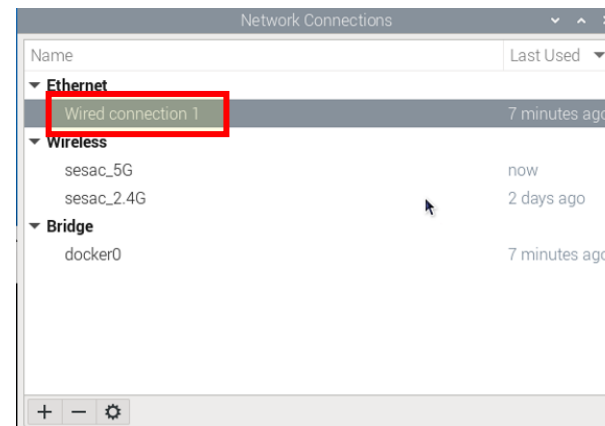 Network Connections
Name Last Used
Ethernet
Wired connection 1 7 minutes ago
Wireless
sesac_5G now
sesac_2.4G 2 days ago
Bridge
docker0 7 minutes ago